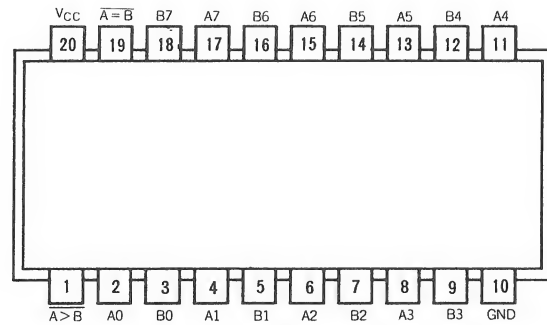 VCC A = B B7 A7 B6 A6 B5 A5 B4 A4
20 19 18 17 16 15 14 13 12 11
1 2 3 4 5 6 7 8 9 10
A > B A0 B0 A1 B1 A2 B2 A3 B3 GND